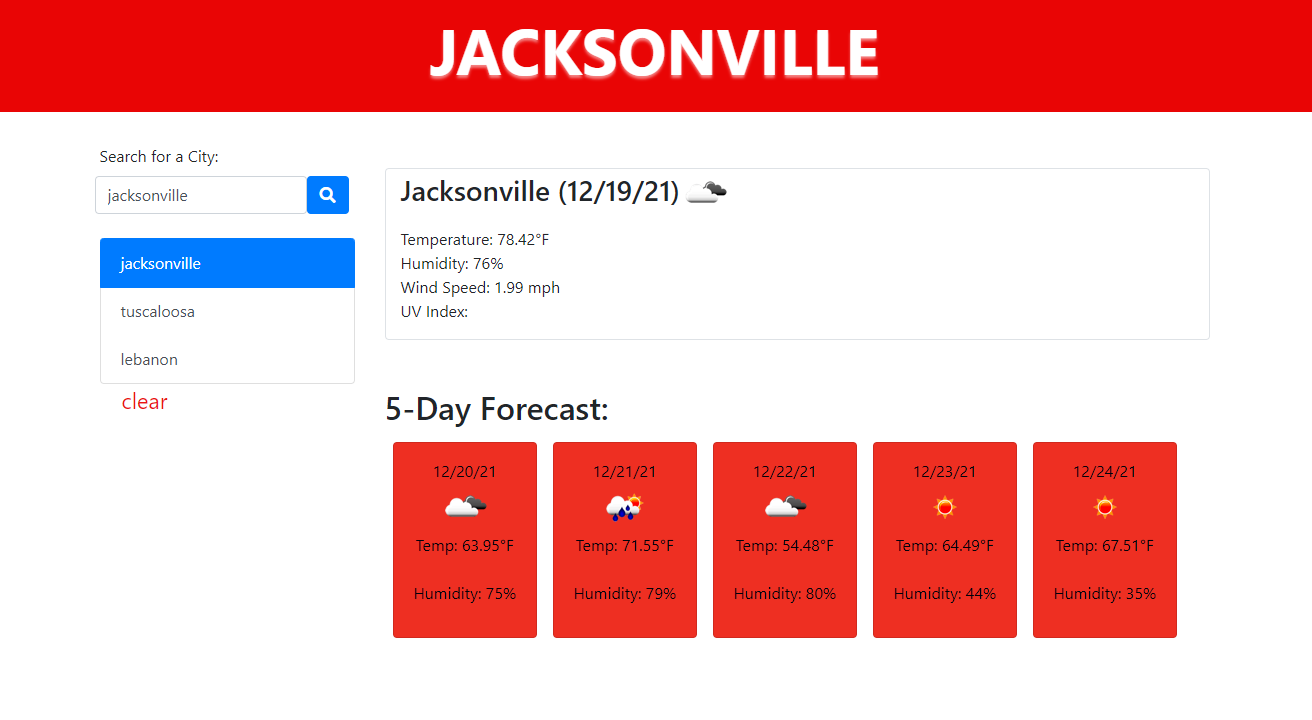 JACKSONVILLE
Search for a City:
jacksonville
jacksonville
tuscaloosa
lebanon
clear
Jacksonville (12/19/21)
Temperature: 78.42°F
Humidity: 76%
Wind Speed: 1.99 mph
UV Index:
5-Day Forecast:
12/20/21
Temp: 63.95°F
Humidity: 75%
12/21/21
Temp: 71.55°F
Humidity: 79%
12/22/21
Temp: 54.48°F
Humidity: 80%
12/23/21
Temp: 64.49°F
Humidity: 44%
12/24/21
Temp: 67.51°F
Humidity: 35%